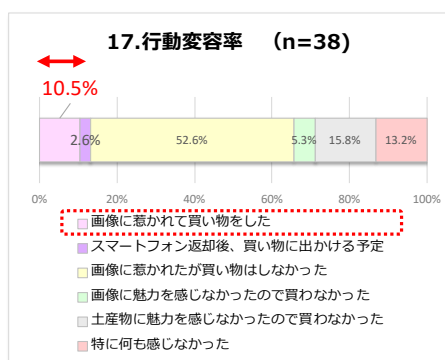 17.行動変容率 （n=38)
10.5%
2.6% 52.6% 5.3% 15.8% 13.2%
0% 20% 40% 60% 80% 100%
画像に惹かれて買い物をした
スマートフォン返却後、買い物に出かける予定
画像に惹かれたが買い物はしなかった
画像に魅力を感じなかったので買わなかった
土産物に魅力を感じなかったので買わなかった
特に何も感じなかった